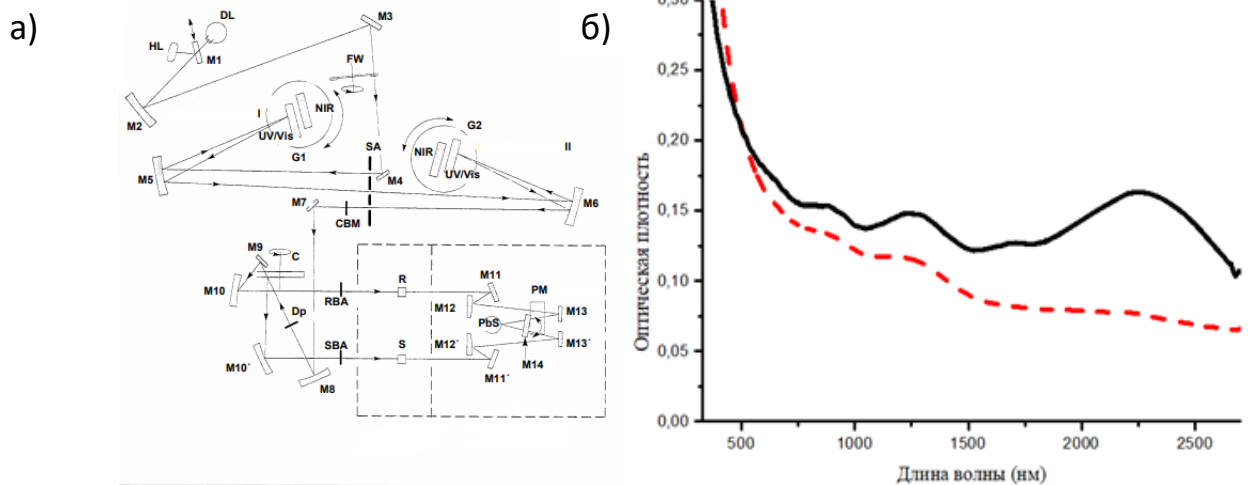 а)
DL
HL
M1
M3
FW
M2
I
NIR
UV/Vis
G1
SA
G2
II
NIR
UV/Vis
M4
M5
M6
M7
CBM
M9
C
M10
RBA
R
M11
M12
PM
M13
PbS
Dp
M12´
M13´
SBA
S
M14
M10´
M8
M11´
б)
0,30
0,25
0,20
0,15
0,10
0,05
0,00
Оптическая плотность
500 1000 1500 2000 2500
Длина волны (нм)